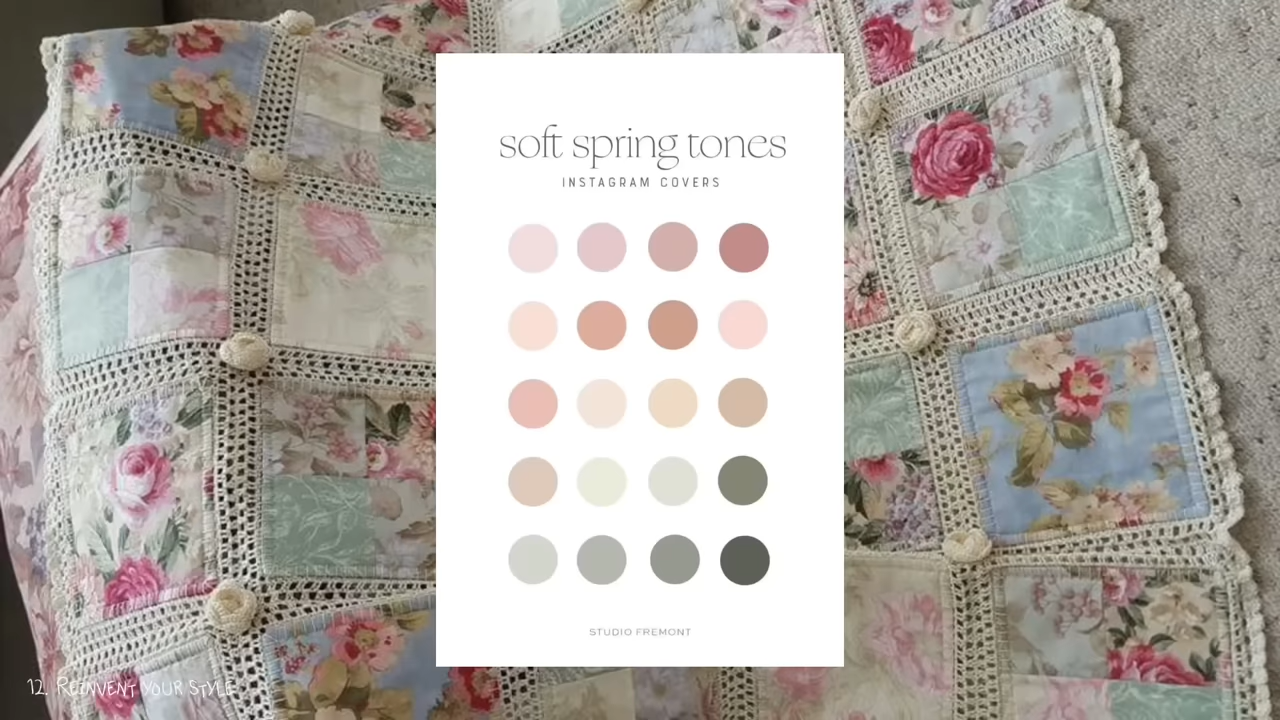 soft spring tones
INSTAGRAM COVERS
STUDIO FREMONT
12. REINVENT YOUR STYLE